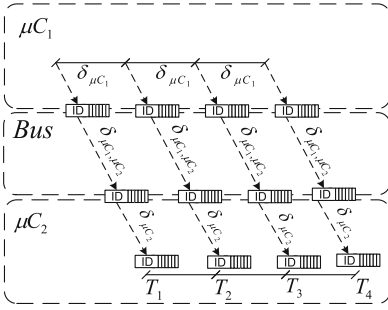 μC₁
δμC₁ δμC₁ δμC₁
ID ID ID ID
Bus
δμC₁,μC₂ δμC₁,μC₂ δμC₁,μC₂ δμC₁,μC₂
ID ID ID ID
μC₂
δμC₂ δμC₂ δμC₂ δμC₂
ID ID ID ID
T₁ T₂ T₃ T₄